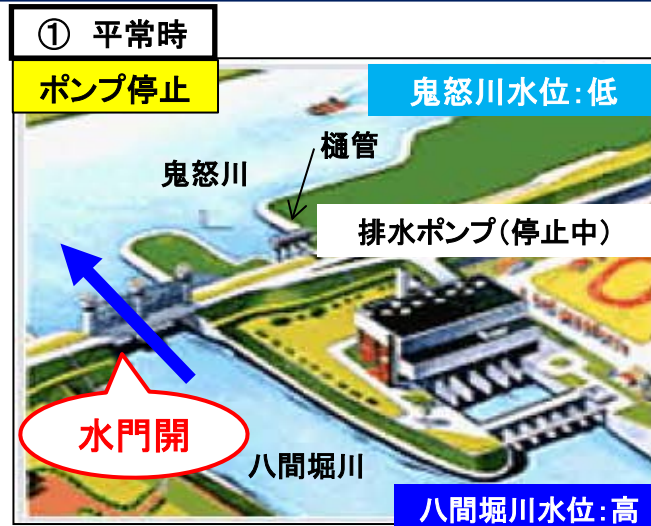 ① 平常時
ポンプ停止
鬼怒川水位：低
樋管
鬼怒川
排水ポンプ（停止中）
水門開
八間堀川
八間堀川水位：高